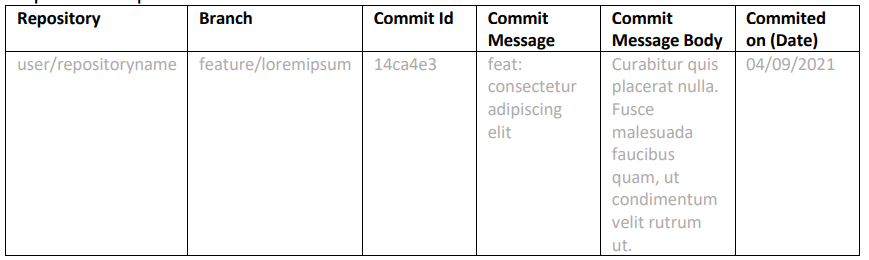 Repository Branch Commit Id Commit Message Commit Message Body Commited on (Date)
user/repositoryname feature/loremipsum 14ca4e3 feat: consectetur adipiscing elit Curabitur quis placerat nulla. Fusce malesuada faucibus quam, ut condimentum velit rutrum ut. 04/09/2021